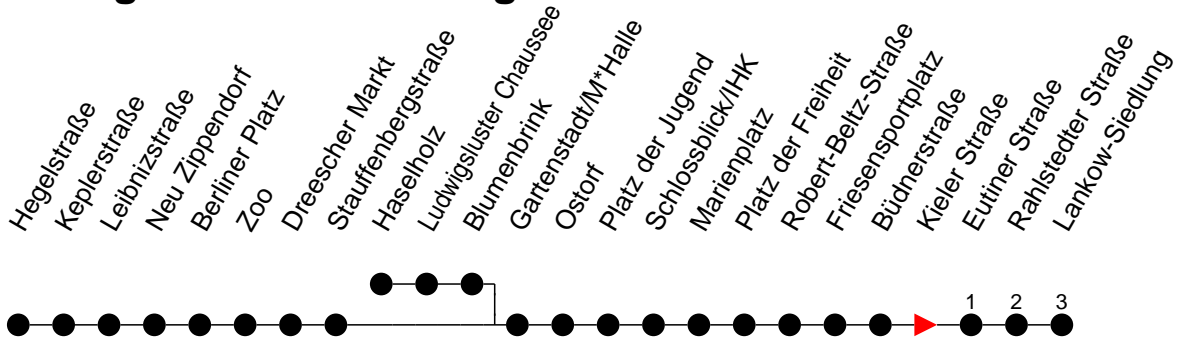 Hegelstraße
Keplerstraße
Leibnizstraße
Neu Zippendorf
Berliner Platz
Zoo
Dreescher Markt
Stauffenbergstraße
Haselholz
Ludwigsluster Chaussee
Blumenbrink
Gartenstadt/M*Halle
Ostorf
Platz der Jugend
Schlossblick/IHK
Marienplatz
Platz der Freiheit
Robert-Beltz-Straße
Friesensportplatz
Büdnerstraße
Kieler Straße
Eutiner Straße
Rahlstedter Straße
Lankow-Siedlung
1 2 3